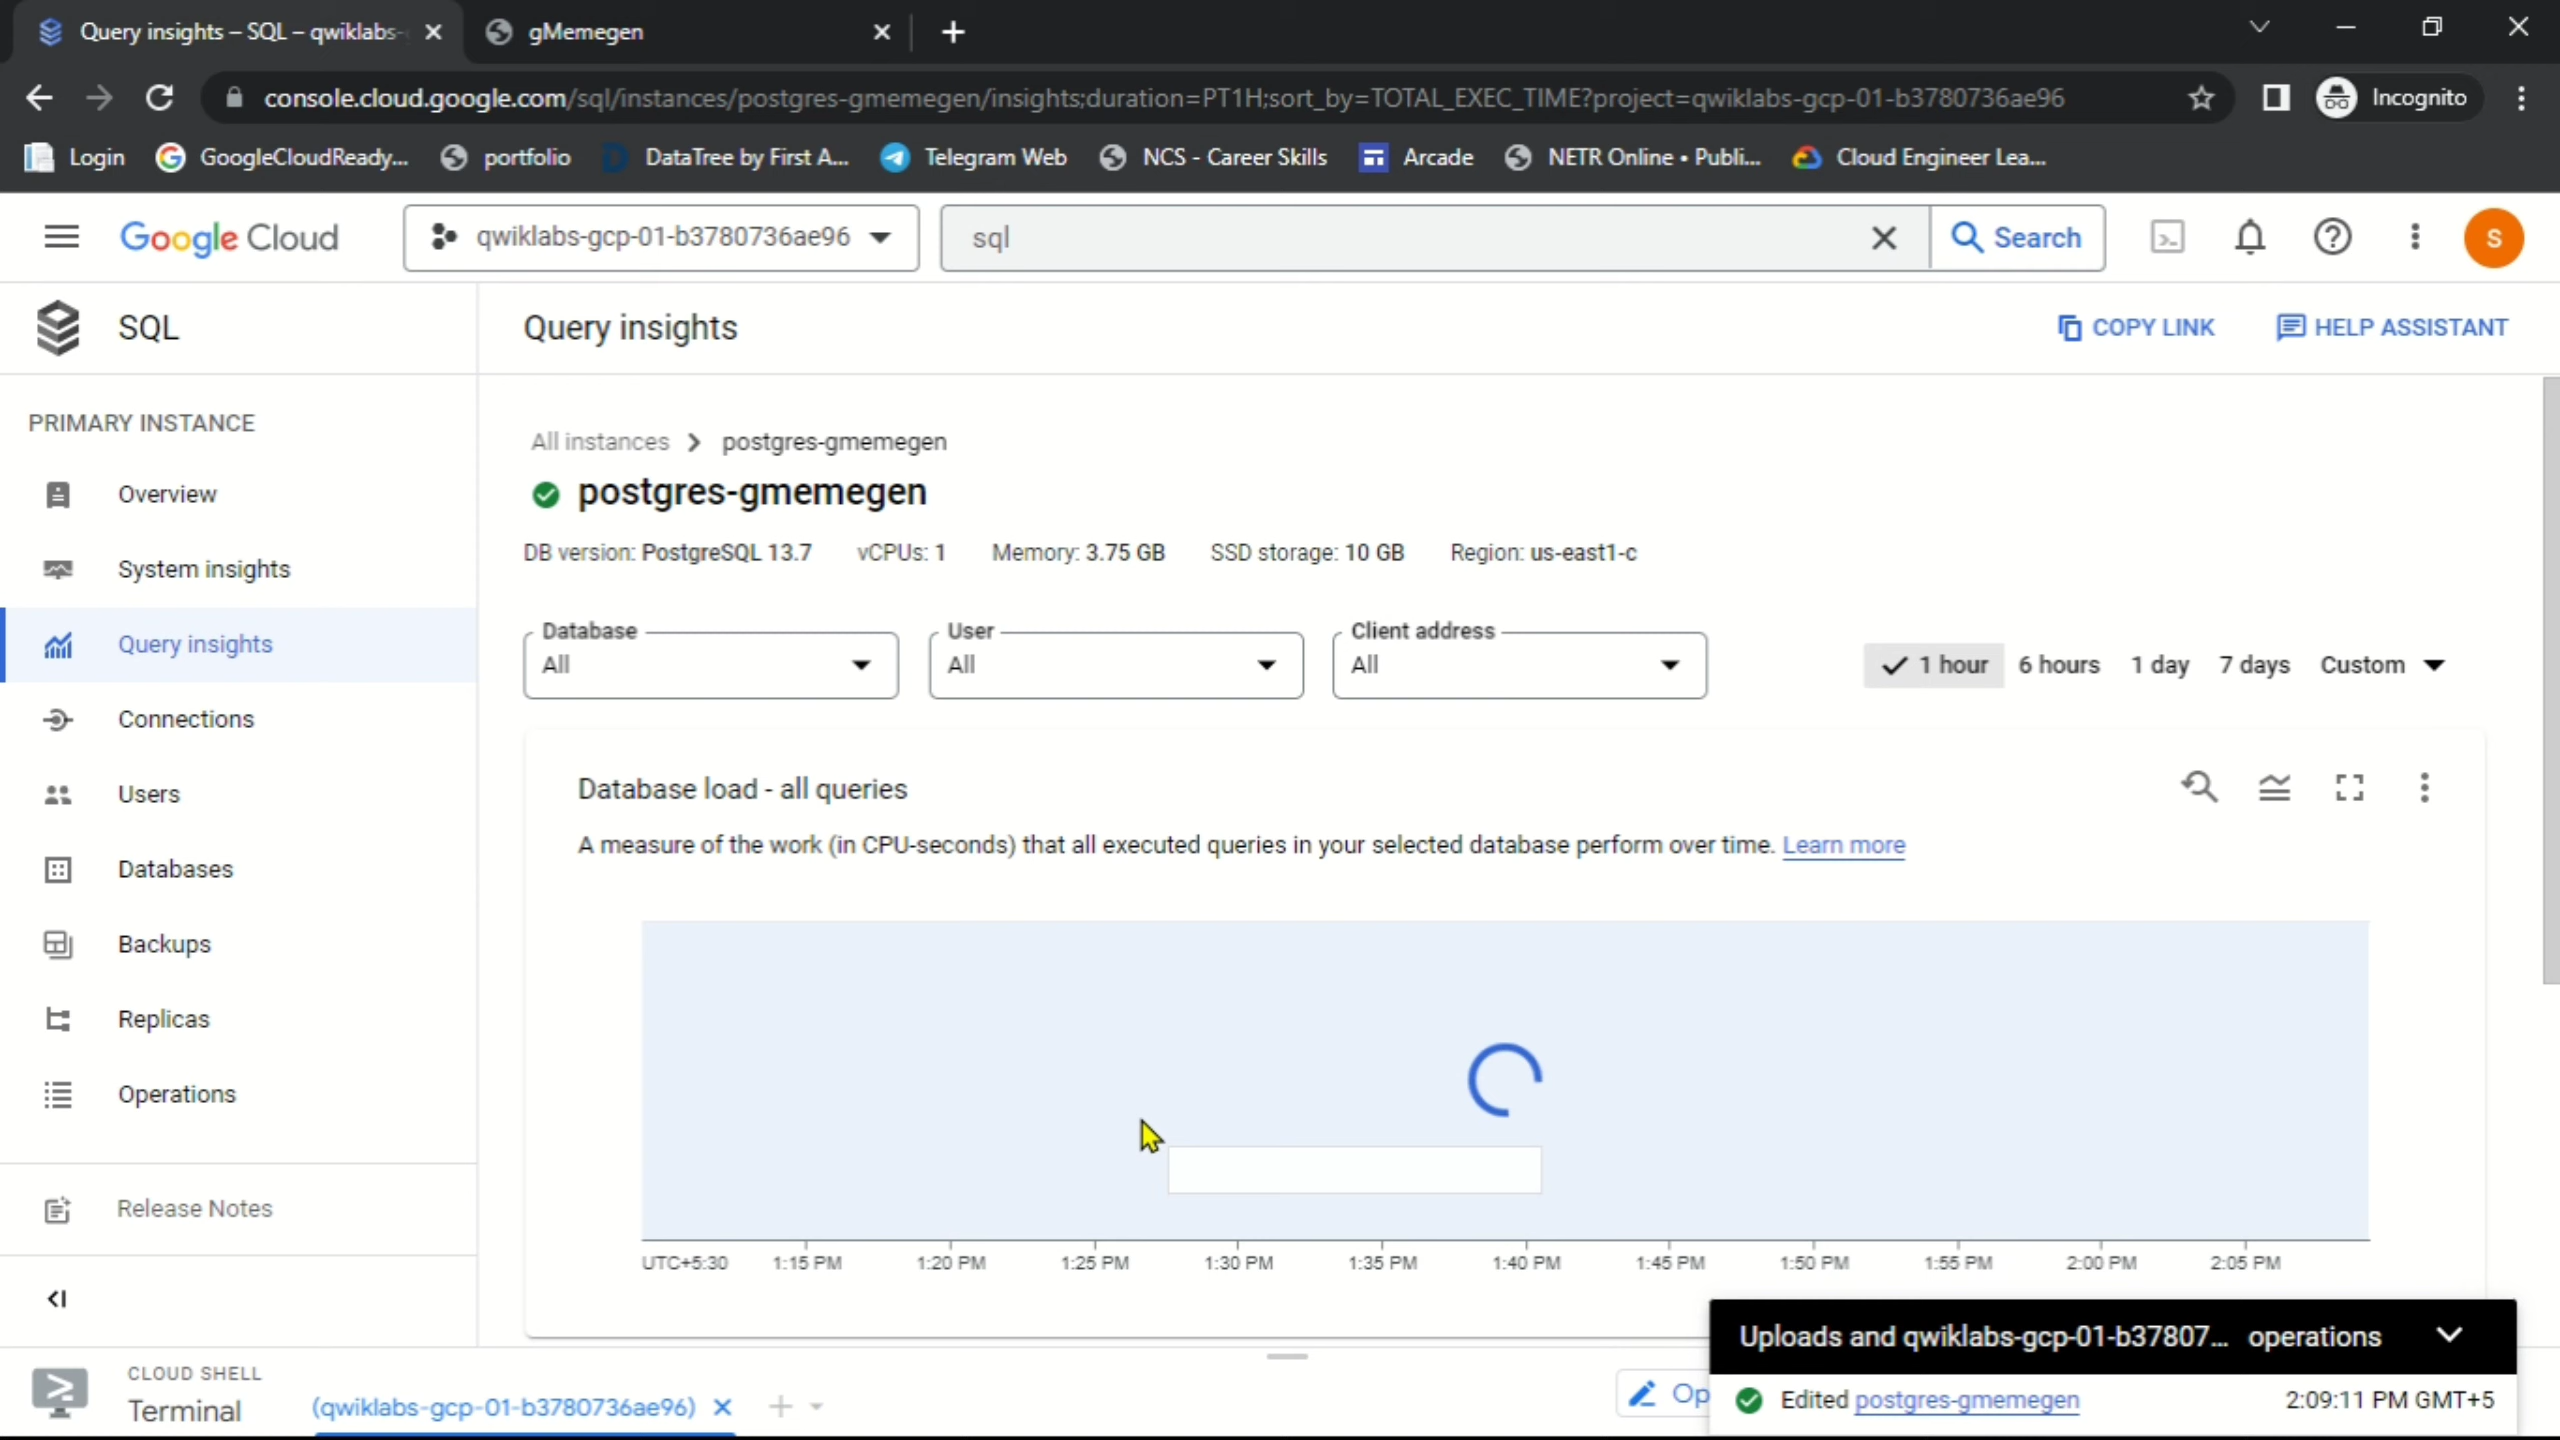 Query insights – SQL – qwiklabs-
gMemegen
console.cloud.google.com/sql/instances/postgres-gmemegen/insights;duration=PT1H;sort_by=TOTAL_EXEC_TIME?project=qwiklabs-gcp-01-b3780736ae96
Incognito
Login
GoogleCloudReady...
portfolio
DataTree by First A...
Telegram Web
NCS - Career Skills
Arcade
NETR Online • Publi...
Cloud Engineer Lea...
Google Cloud
qwiklabs-gcp-01-b3780736ae96
sql
Search
S
SQL
Query insights
COPY LINK
HELP ASSISTANT
PRIMARY INSTANCE
Overview
System insights
Query insights
Connections
Users
Databases
Backups
Replicas
Operations
Release Notes
All instances
postgres-gmemegen
postgres-gmemegen
DB version: PostgreSQL 13.7
vCPUs: 1
Memory: 3.75 GB
SSD storage: 10 GB
Region: us-east1-c
Database
All
User
All
Client address
All
1 hour
6 hours
1 day
7 days
Custom
Database load - all queries
A measure of the work (in CPU-seconds) that all executed queries in your selected database perform over time. Learn more
UTC+5:30
1:15 PM
1:20 PM
1:25 PM
1:30 PM
1:35 PM
1:40 PM
1:45 PM
1:50 PM
1:55 PM
2:00 PM
2:05 PM
CLOUD SHELL
Terminal
(qwiklabs-gcp-01-b3780736ae96)
Op
Uploads and qwiklabs-gcp-01-b37807... operations
Edited postgres-gmemegen
2:09:11 PM GMT+5